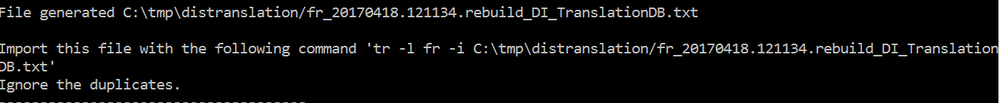 File generated C:\tmp\distranslation/fr_20170418.121134.rebuild_DI_TranslationDB.txt
Import this file with the following command 'tr -l fr -i C:\tmp\distranslation/fr_20170418.121134.rebuild_DI_Translation
DB.txt'
Ignore the duplicates.
----------------------------------------